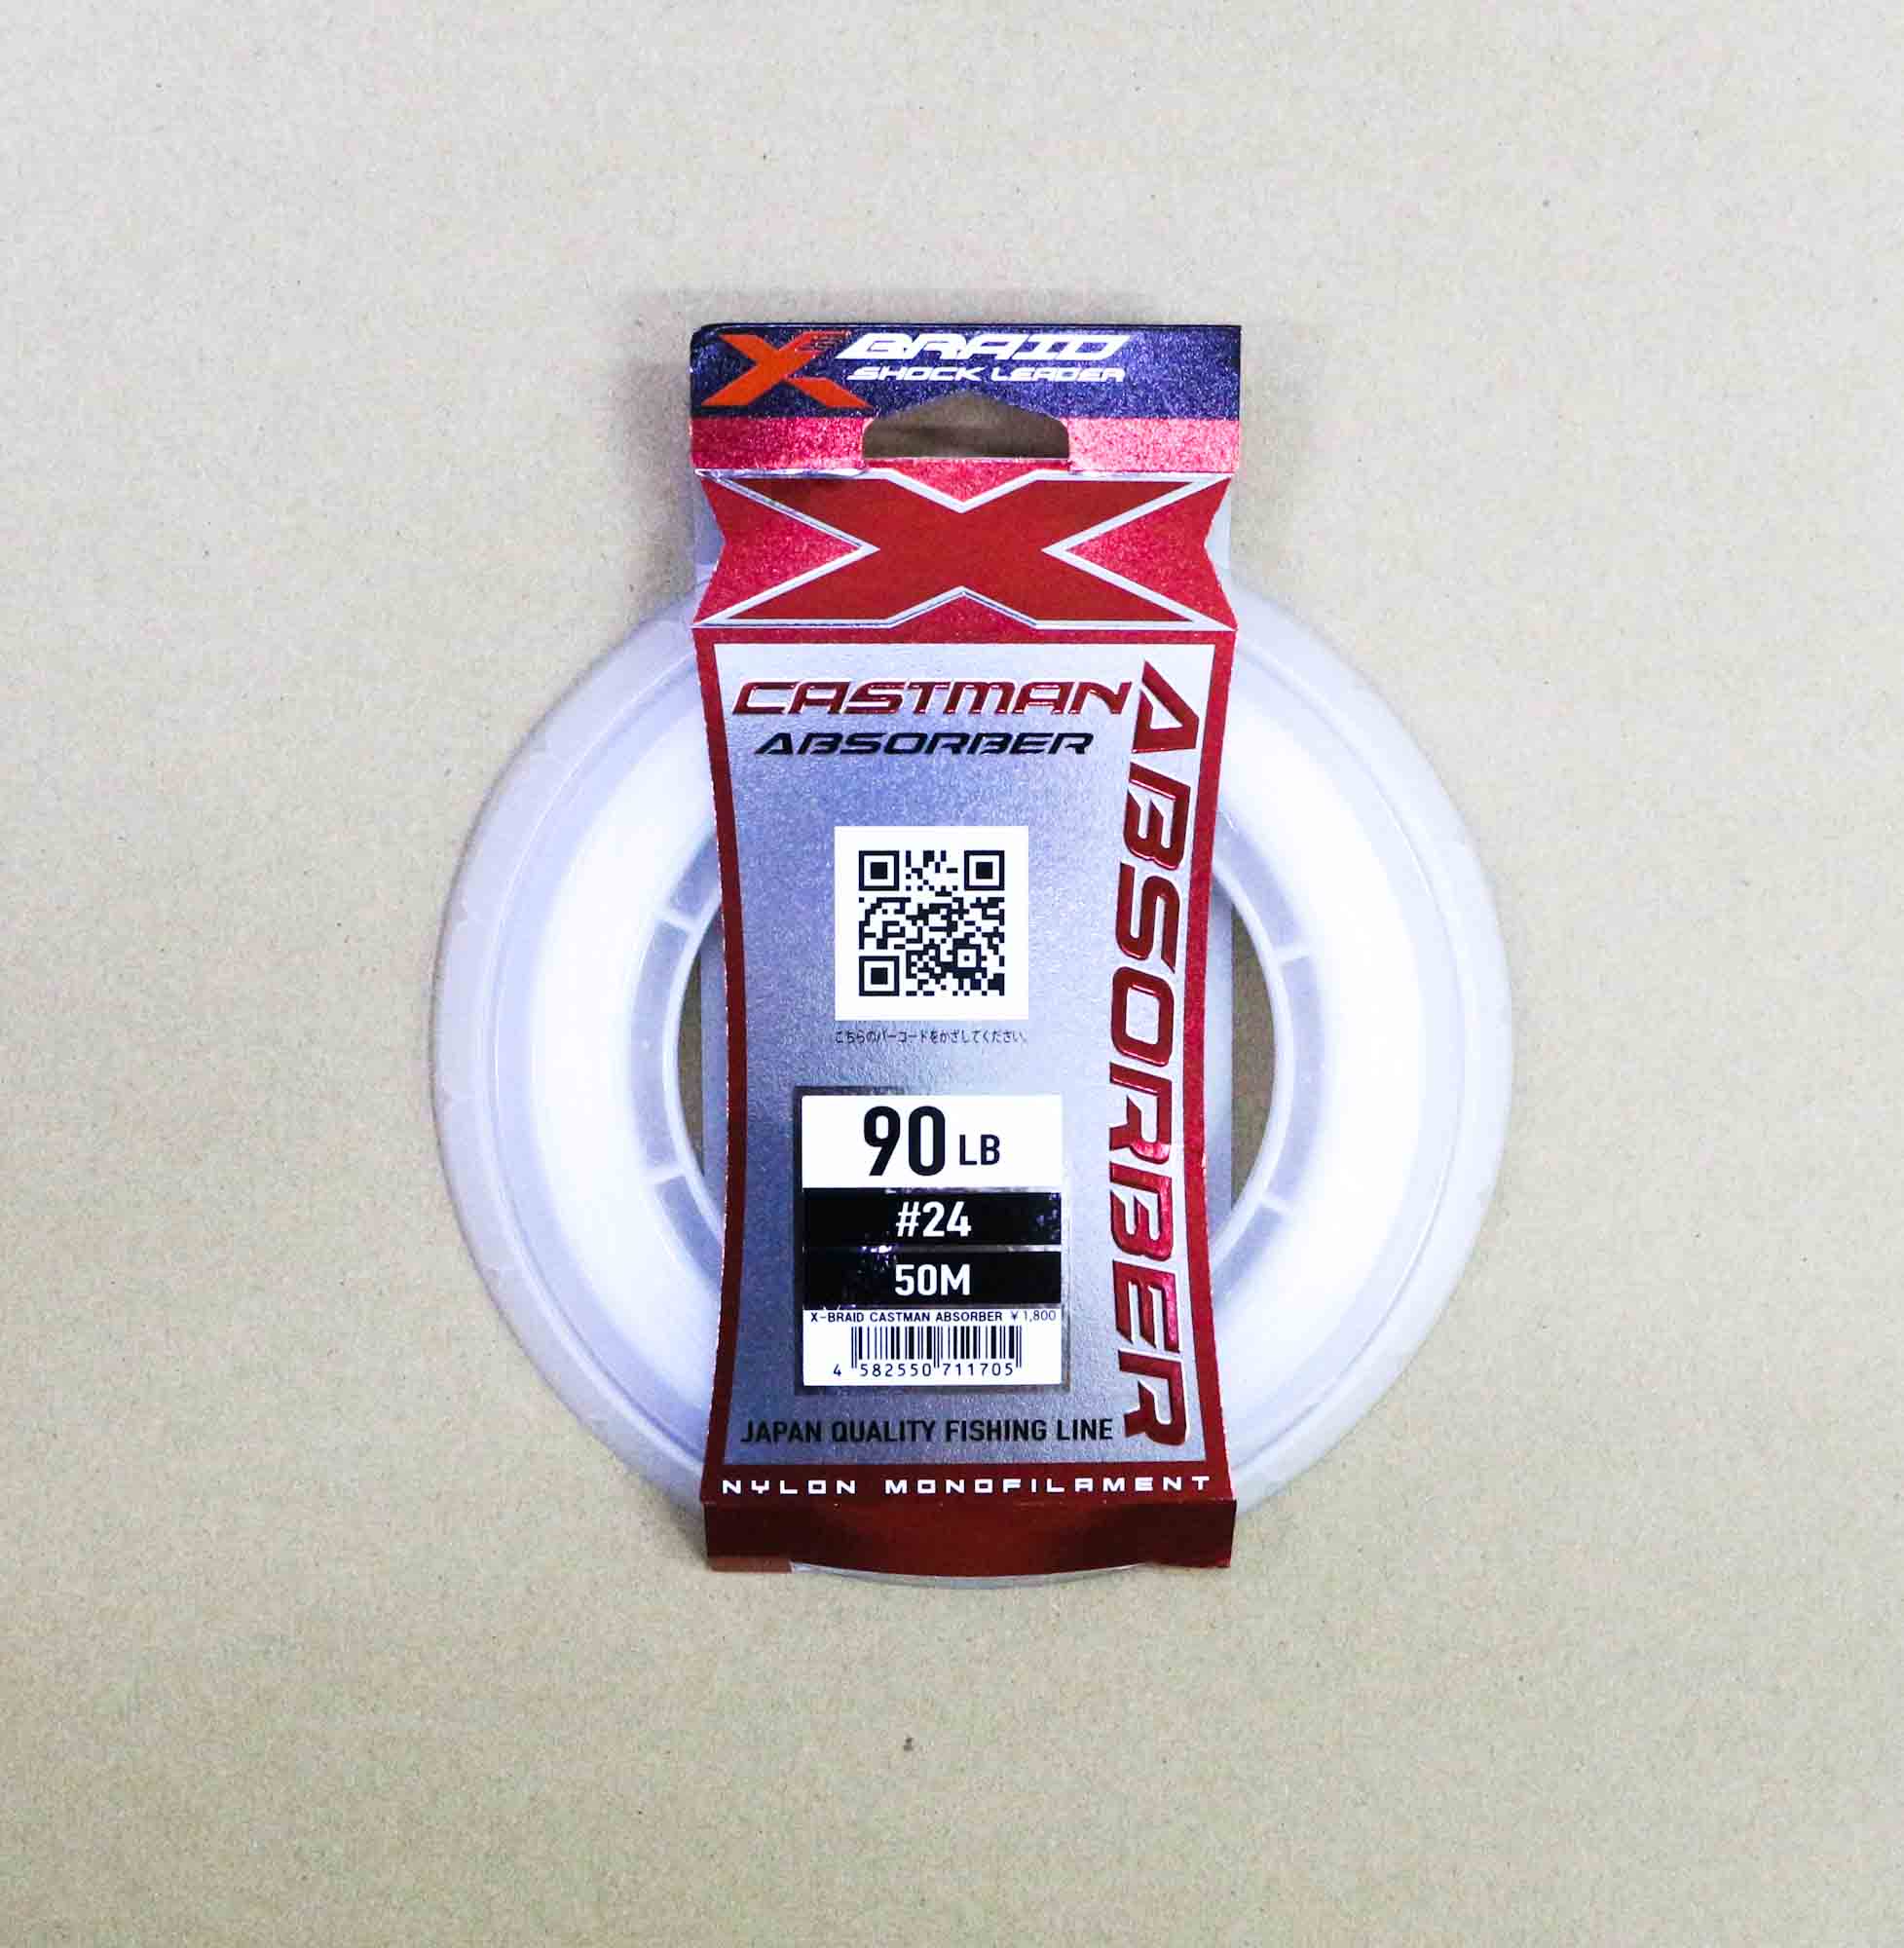 X BRAID
SHOCK LEADER
X
CASTMAN
ABSORBER
ABSORBER
こちらのバーコードをかざしてください。
90 LB
#24
50M
X-BRAID CASTMAN ABSORBER ¥1,800
4 582550 711705
JAPAN QUALITY FISHING LINE
NYLON MONOFILAMENT